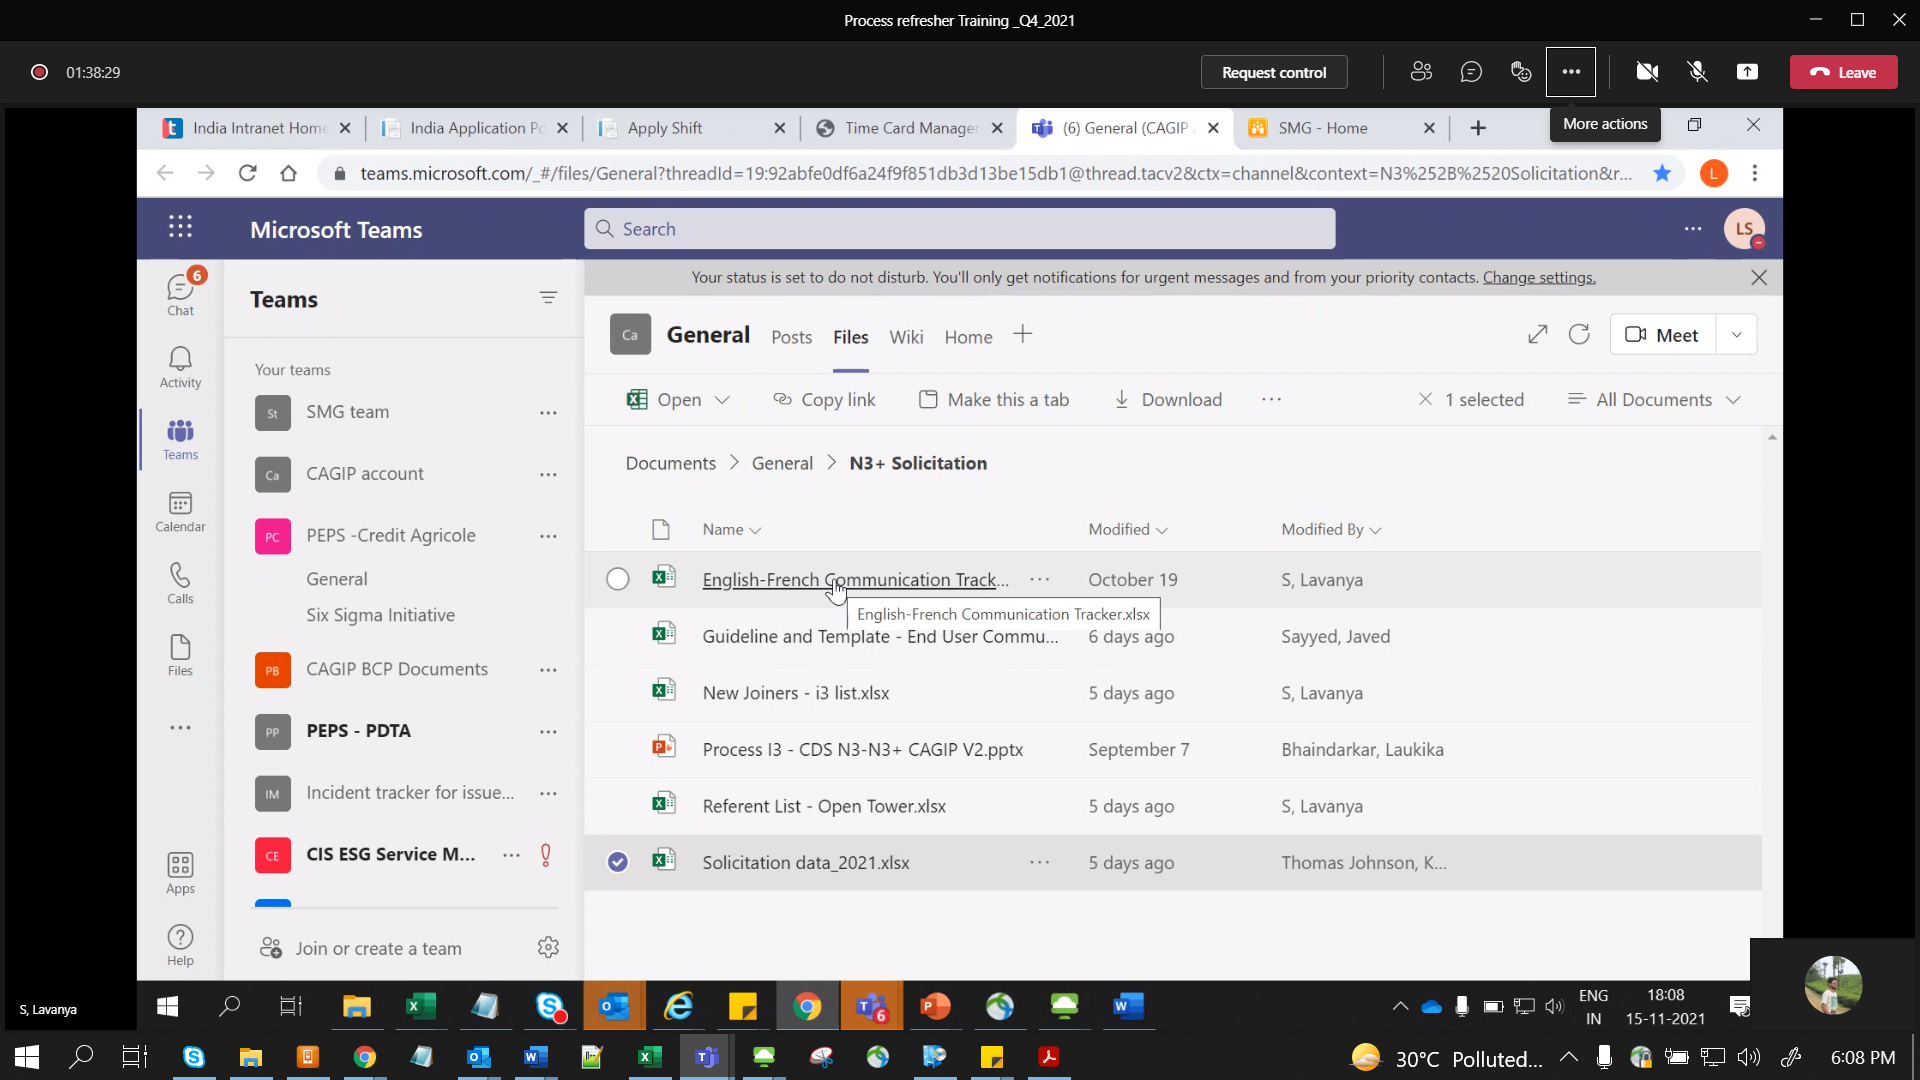 Process refresher Training _Q4_2021
01:38:29
Request control
Leave
More actions
India Intranet Home
India Application Po
Apply Shift
Time Card Manager
(6) General (CAGIP
SMG - Home
teams.microsoft.com/_#/files/General?threadId=19:92abfe0df6a24f9f851db3d13be15db1@thread.tacv2&ctx=channel&context=N3%252B%2520Solicitation&r...
L
Microsoft Teams
Search
LS
Your status is set to do not disturb. You'll only get notifications for urgent messages and from your priority contacts. Change settings.
6
Chat
Activity
Teams
Calendar
Calls
Files
Apps
Help
Teams
Your teams
St SMG team
Ca CAGIP account
PC PEPS -Credit Agricole
General
Six Sigma Initiative
PB CAGIP BCP Documents
PP PEPS - PDTA
IM Incident tracker for issue...
CE CIS ESG Service M...
Join or create a team
Ca General Posts Files Wiki Home
Meet
Open Copy link Make this a tab Download 1 selected All Documents
Documents > General > N3+ Solicitation
Name Modified Modified By
English-French Communication Track... October 19 S, Lavanya
English-French Communication Tracker.xlsx
Guideline and Template - End User Commu... 6 days ago Sayyed, Javed
New Joiners - i3 list.xlsx 5 days ago S, Lavanya
Process I3 - CDS N3-N3+ CAGIP V2.pptx September 7 Bhaindarkar, Laukika
Referent List - Open Tower.xlsx 5 days ago S, Lavanya
Solicitation data_2021.xlsx 5 days ago Thomas Johnson, K...
S, Lavanya
6
ENG
IN
18:08
15-11-2021
30°C Polluted...
6:08 PM